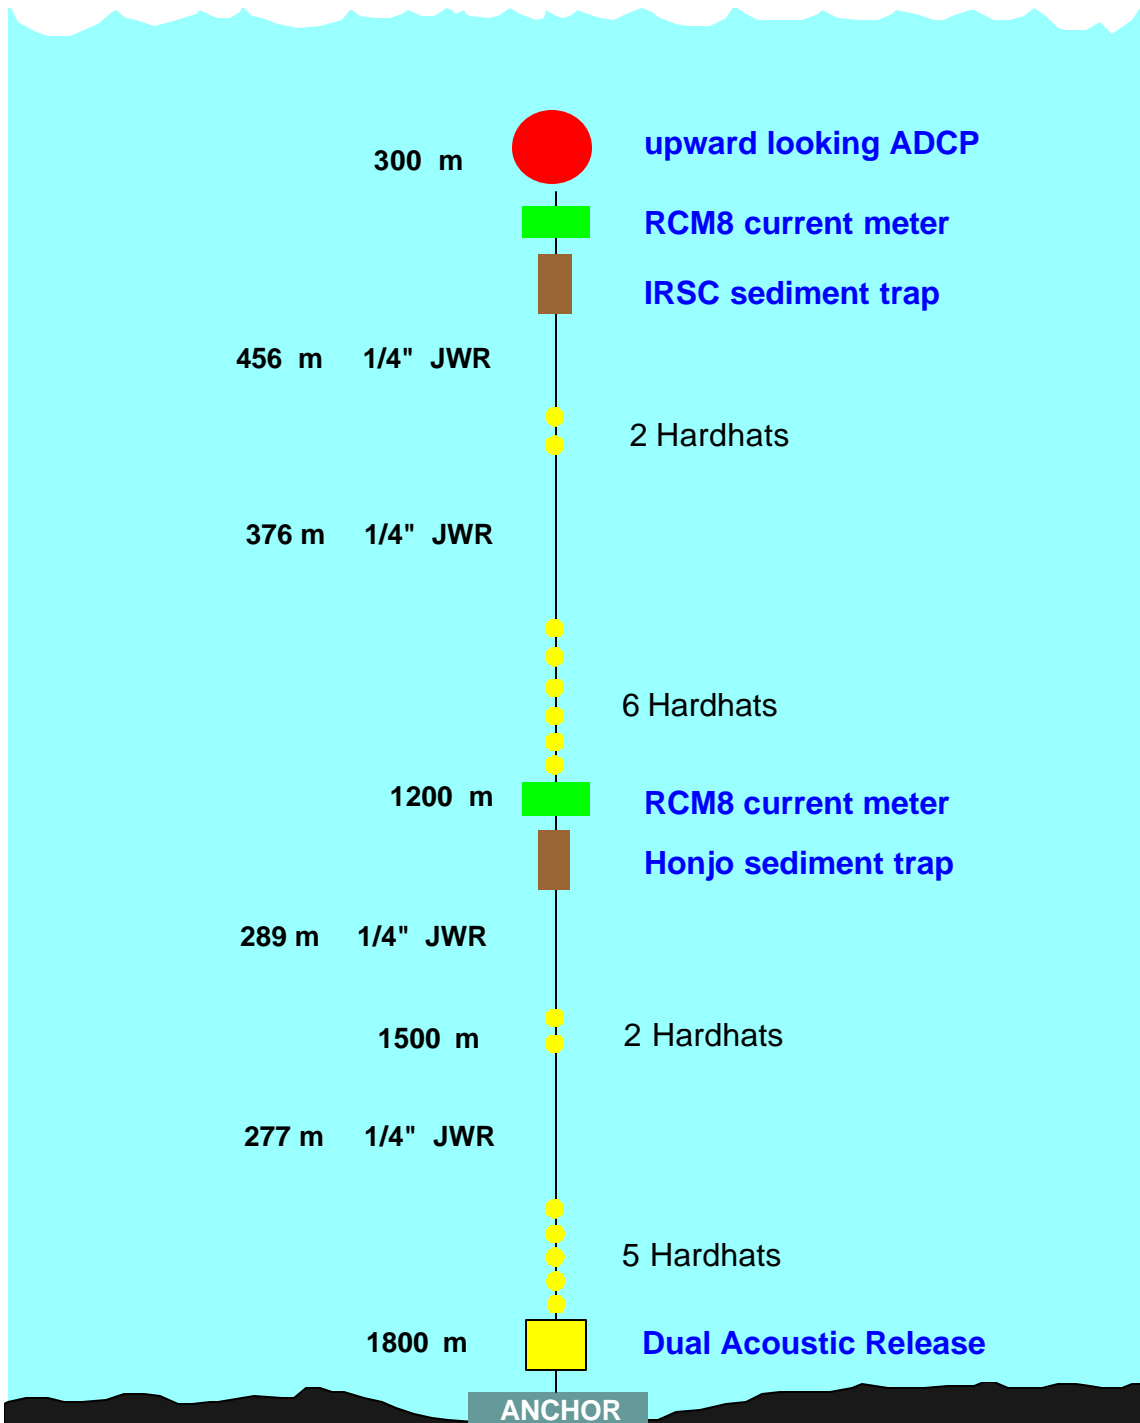 300 m upward looking ADCP
RCM8 current meter
IRSC sediment trap
456 m 1/4" JWR
2 Hardhats
376 m 1/4" JWR
6 Hardhats
1200 m RCM8 current meter
Honjo sediment trap
289 m 1/4" JWR
1500 m 2 Hardhats
277 m 1/4" JWR
5 Hardhats
1800 m Dual Acoustic Release
ANCHOR